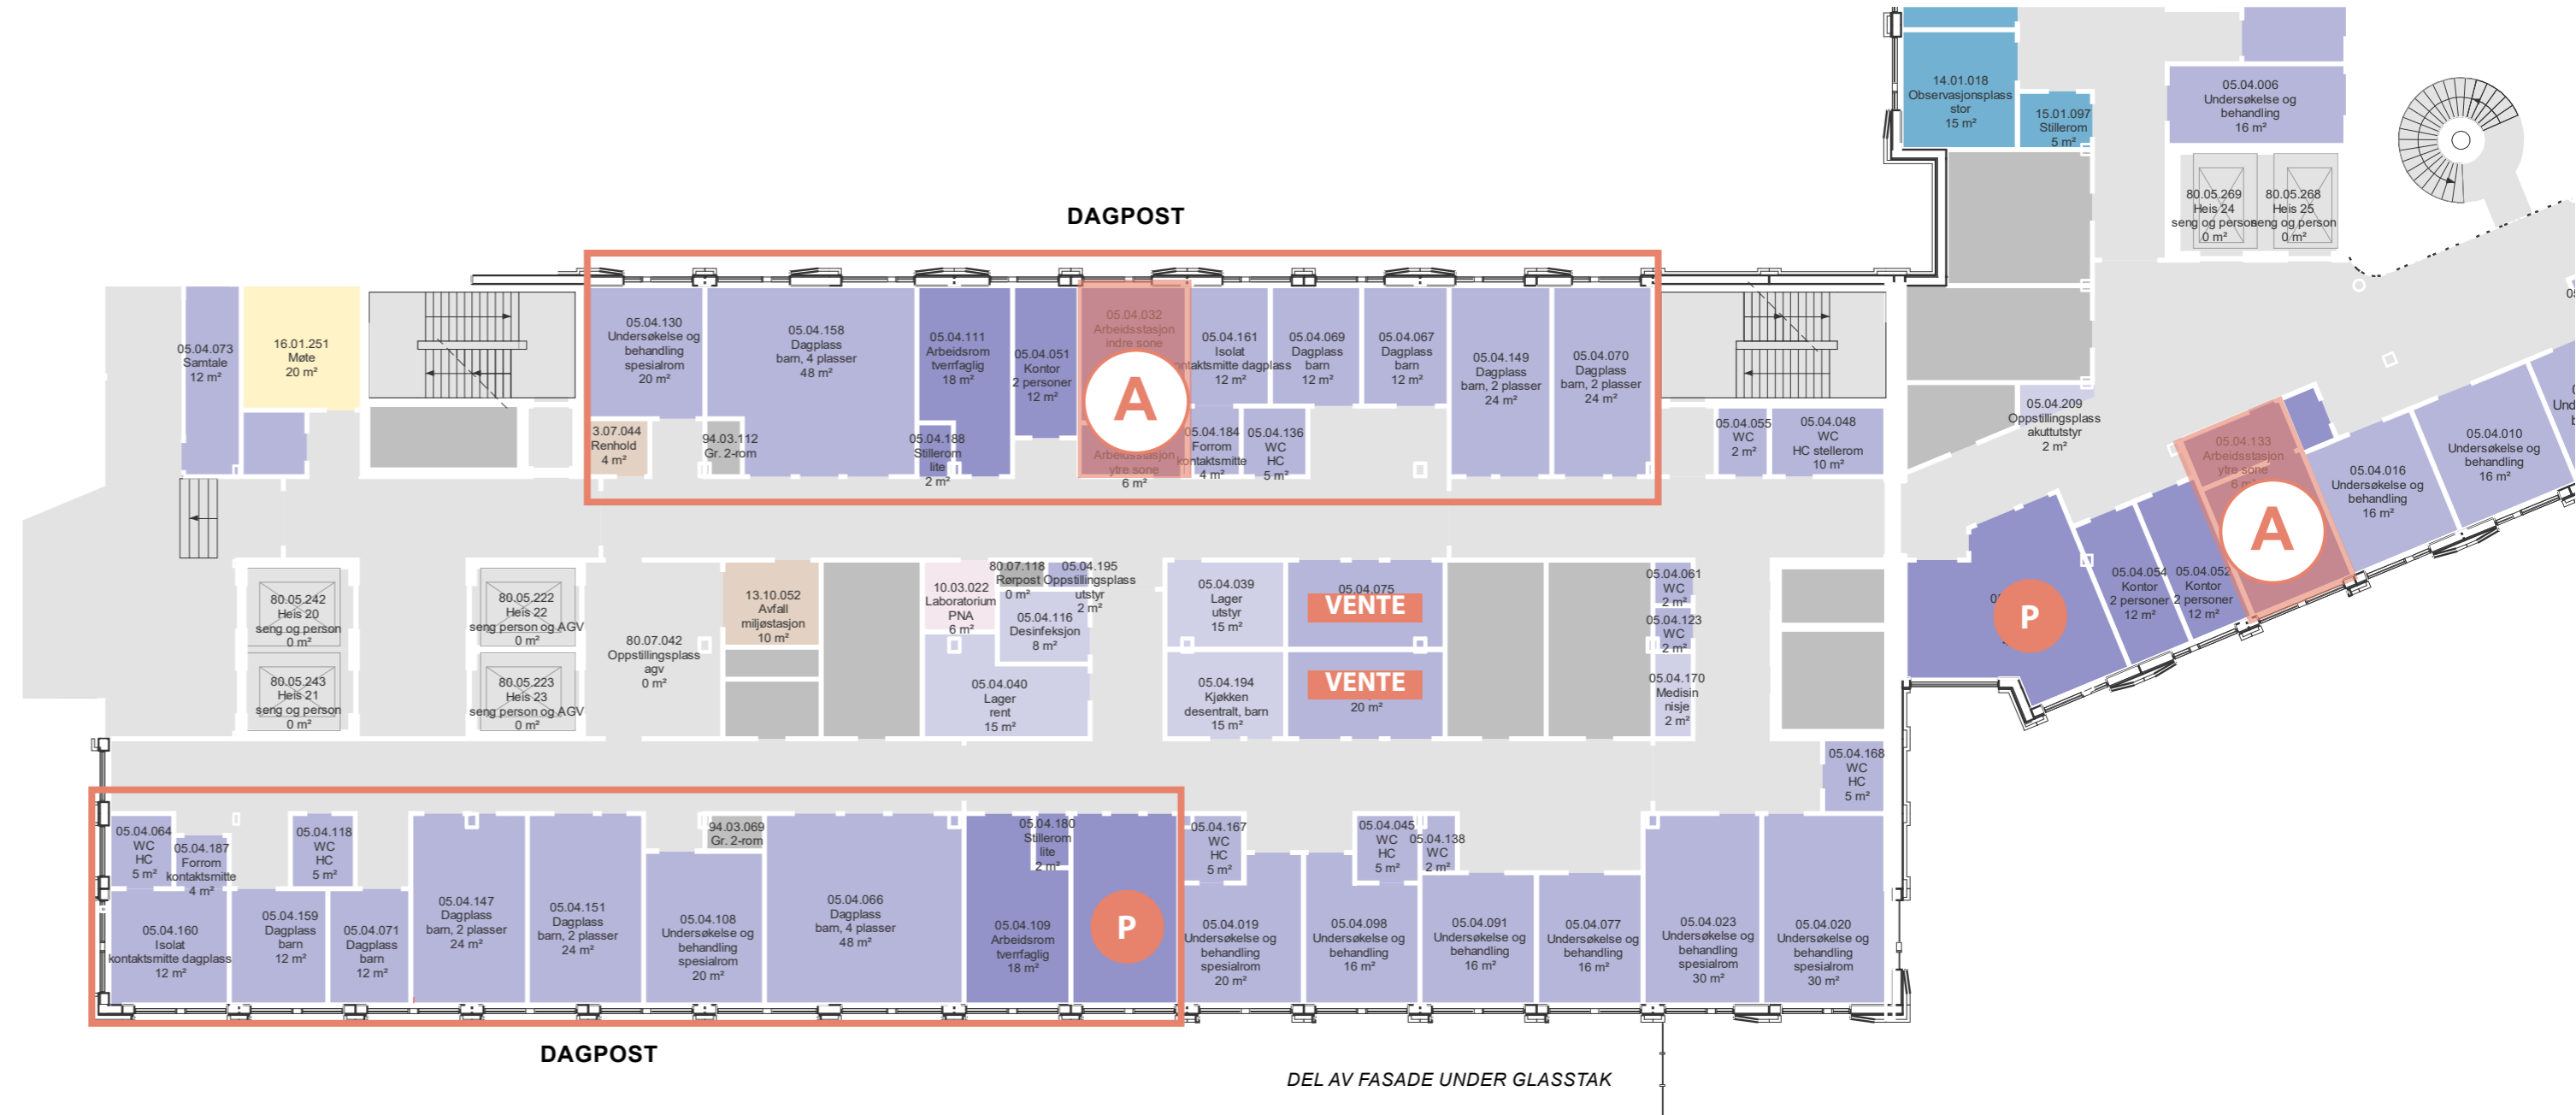 14.01.018
Observasjonsplass
stor
15 m²
15.01.097
Stillerom
5 m²
05.04.006
Undersøkelse og
behandling
16 m²
80.05.269
Heis 24
seng og person
0 m²
80.05.268
Heis 25
seng og person
0 m²
DAGPOST
05.04.073
Samtale
12 m²
16.01.251
Møte
20 m²
05.04.130
Undersøkelse og
behandling
spesialrom
20 m²
3.07.044
Renhold
4 m²
94.03.112
Gr. 2-rom
05.04.158
Dagplass
barn, 4 plasser
48 m²
05.04.111
Arbeidsrom
tverrfaglig
18 m²
05.04.188
Stillerom
lite
2 m²
05.04.051
Kontor
2 personer
12 m²
05.04.032
Arbeidsstasjon
indre sone
A
Arbeidsstasjon
ytre sone
6 m²
05.04.161
Isolat
ntaktsmitte dagplass
12 m²
05.04.184
Forrom
kontaktsmitte
4 m²
05.04.136
WC
HC
5 m²
05.04.069
Dagplass
barn
12 m²
05.04.067
Dagplass
barn
12 m²
05.04.149
Dagplass
barn, 2 plasser
24 m²
05.04.070
Dagplass
barn, 2 plasser
24 m²
05.04.055
WC
2 m²
05.04.048
WC
HC stellerom
10 m²
05.04.209
Oppstillingsplass
akuttutstyr
2 m²
05.04.133
Arbeidsstasjon
ytre sone
6 m
A
05.04.016
Undersøkelse og
behandling
16 m²
05.04.010
Undersøkelse og
behandling
16 m²
P
05.04.054
Kontor
2 personer
12 m²
05.04.052
Kontor
2 personer
12 m²
80.05.242
Heis 20
seng og person
0 m²
80.05.243
Heis 21
seng og person
0 m²
80.05.222
Heis 22
seng person og AGV
0 m²
80.05.223
Heis 23
seng person og AGV
0 m²
80.07.042
Oppstillingsplass
agv
0 m²
13.10.052
Avfall
miljøstasjon
10 m²
10.03.022
Laboratorium
PNA
6 m²
80.07.118
Rørpost
0 m²
05.04.195
Oppstillingsplass
utstyr
2 m²
05.04.116
Desinfeksjon
8 m²
05.04.040
Lager
rent
15 m²
05.04.039
Lager
utstyr
15 m²
05.04.194
Kjøkken
desentralt, barn
15 m²
05.04.075
VENTE
VENTE
20 m²
05.04.061
WC
2 m²
05.04.123
WC
2 m²
05.04.170
Medisin
nisje
2 m²
05.04.168
WC
HC
5 m²
05.04.064
WC
HC
5 m²
05.04.187
Forrom
kontaktsmitte
4 m²
05.04.118
WC
HC
5 m²
05.04.160
Isolat
kontaktsmitte dagplass
12 m²
05.04.159
Dagplass
barn
12 m²
05.04.071
Dagplass
barn
12 m²
05.04.147
Dagplass
barn, 2 plasser
24 m²
05.04.151
Dagplass
barn, 2 plasser
24 m²
94.03.069
Gr. 2-rom
05.04.108
Undersøkelse og
behandling
spesialrom
20 m²
05.04.066
Dagplass
barn, 4 plasser
48 m²
05.04.180
Stillerom
lite
2 m²
05.04.109
Arbeidsrom
tverrfaglig
18 m²
P
05.04.167
WC
HC
5 m²
05.04.019
Undersøkelse og
behandling
spesialrom
20 m²
05.04.045
WC
HC
5 m²
05.04.138
WC
2 m²
05.04.098
Undersøkelse og
behandling
16 m²
05.04.091
Undersøkelse og
behandling
16 m²
05.04.077
Undersøkelse og
behandling
16 m²
05.04.023
Undersøkelse og
behandling
spesialrom
30 m²
05.04.020
Undersøkelse og
behandling
spesialrom
30 m²
DAGPOST
DEL AV FASADE UNDER GLASSTAK